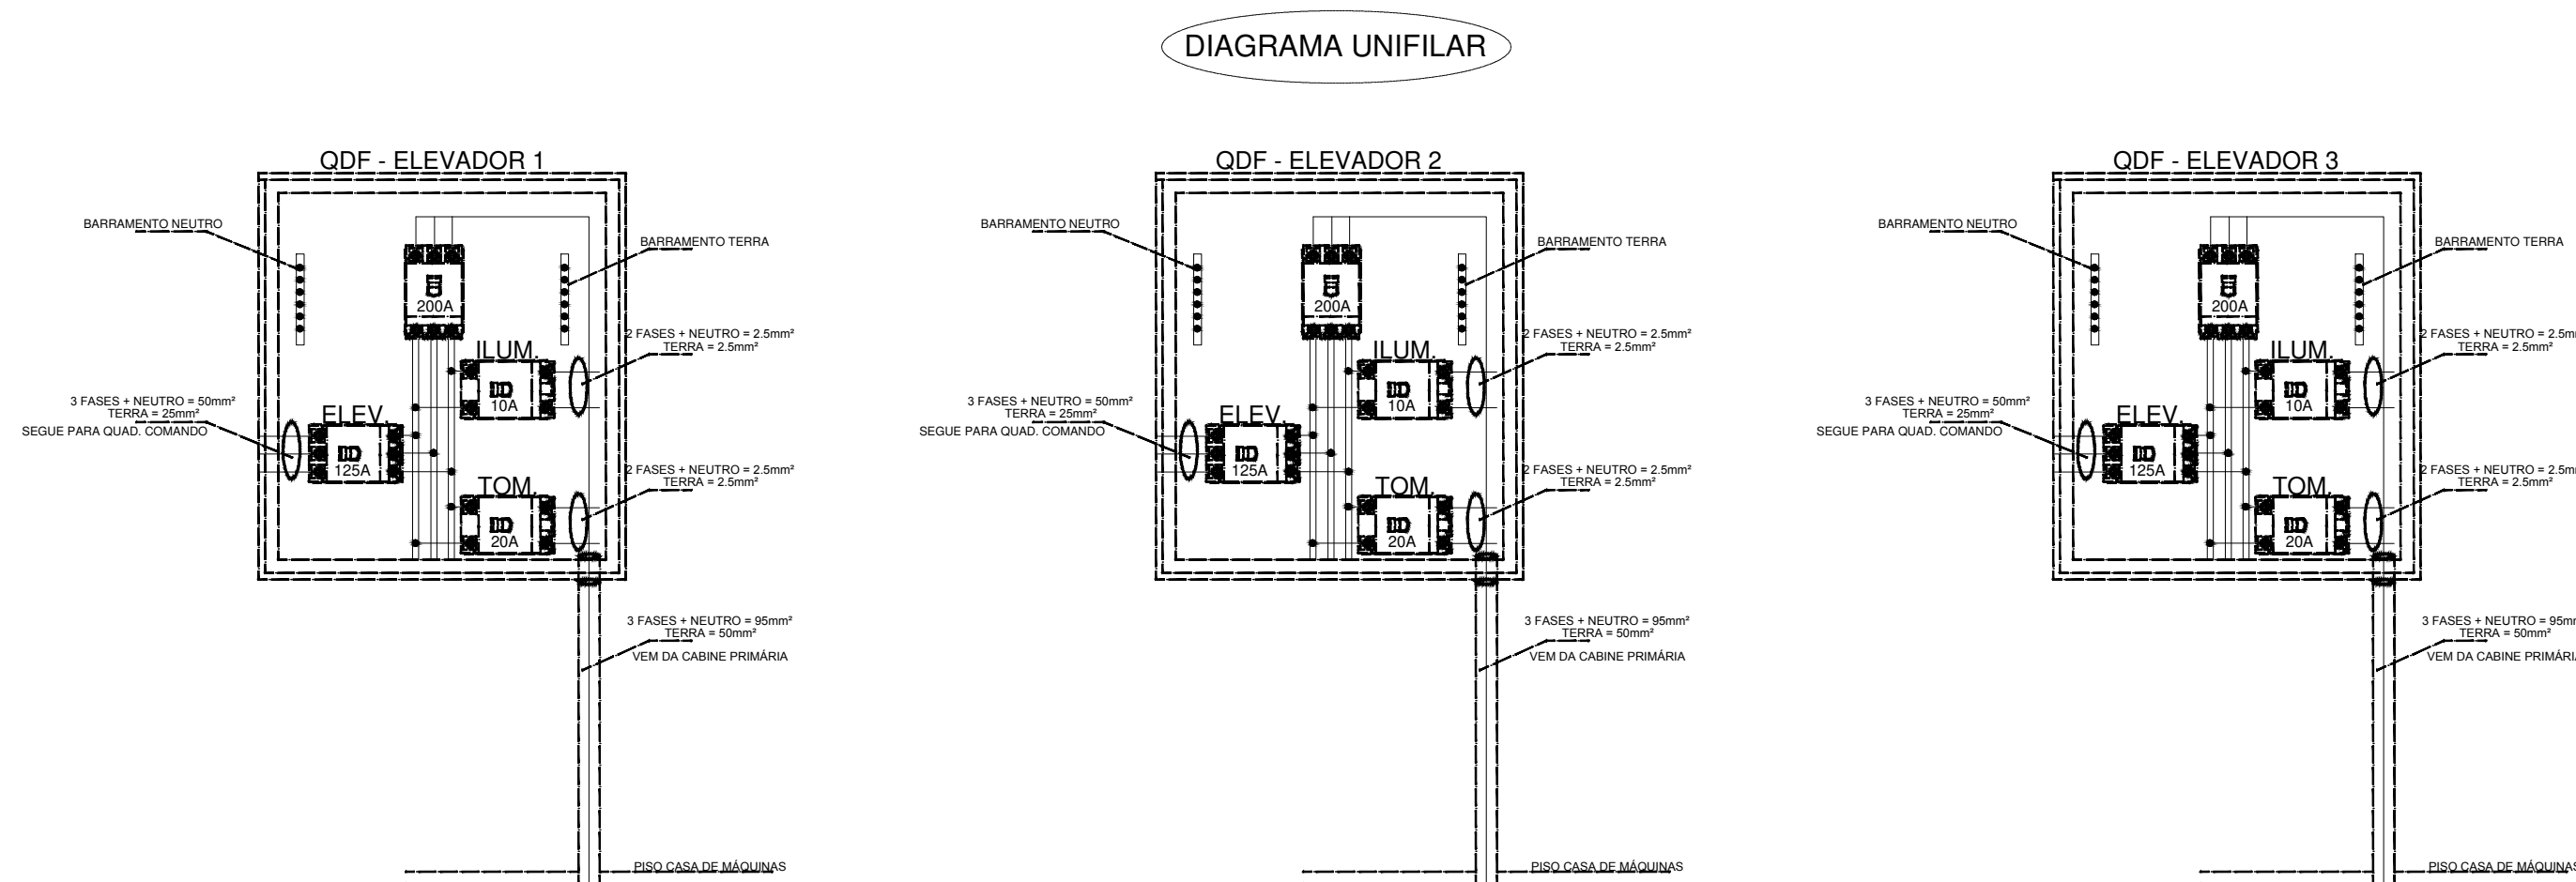 DIAGRAMA UNIFILAR
QDF - ELEVADOR 1
BARRAMENTO NEUTRO
BARRAMENTO TERRA
200A
2 FASES + NEUTRO = 2.5mm²
TERRA = 2.5mm²
ILUM.
10A
3 FASES + NEUTRO = 50mm²
TERRA = 25mm²
SEGUE PARA QUAD. COMANDO
ELEV.
125A
2 FASES + NEUTRO = 2.5mm²
TERRA = 2.5mm²
TOM.
20A
3 FASES + NEUTRO = 95mm²
TERRA = 50mm²
VEM DA CABINE PRIMÁRIA
PISO CASA DE MÁQUINAS
QDF - ELEVADOR 2
BARRAMENTO NEUTRO
BARRAMENTO TERRA
200A
2 FASES + NEUTRO = 2.5mm²
TERRA = 2.5mm²
ILUM.
10A
3 FASES + NEUTRO = 50mm²
TERRA = 25mm²
SEGUE PARA QUAD. COMANDO
ELEV.
125A
2 FASES + NEUTRO = 2.5mm²
TERRA = 2.5mm²
TOM.
20A
3 FASES + NEUTRO = 95mm²
TERRA = 50mm²
VEM DA CABINE PRIMÁRIA
PISO CASA DE MÁQUINAS
QDF - ELEVADOR 3
BARRAMENTO NEUTRO
BARRAMENTO TERRA
200A
2 FASES + NEUTRO = 2.5m
TERRA = 2.5mm²
ILUM.
10A
3 FASES + NEUTRO = 50mm²
TERRA = 25mm²
SEGUE PARA QUAD. COMANDO
ELEV.
125A
2 FASES + NEUTRO = 2.5m
TERRA = 2.5mm²
TOM.
20A
3 FASES + NEUTRO = 95m
TERRA = 50mm²
VEM DA CABINE PRIMÁRI
PISO CASA DE MÁQUINAS